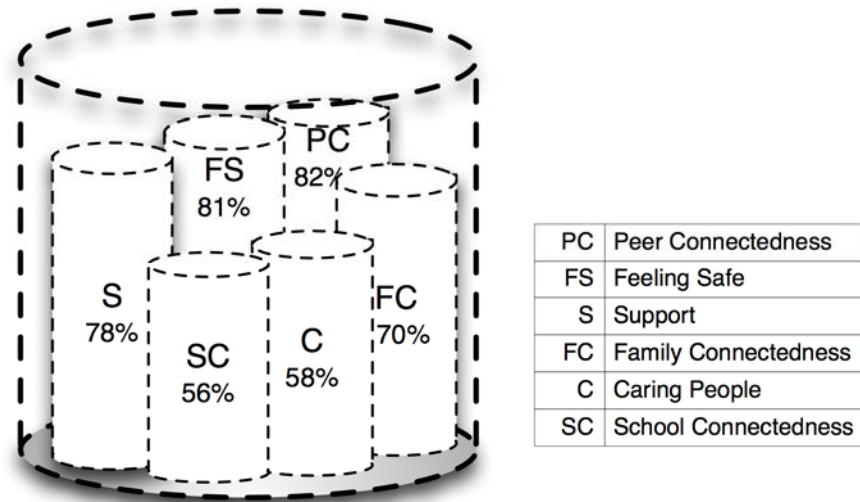 PC
82%
FS
81%
S
78%
FC
70%
C
58%
SC
56%
PC Peer Connectedness
FS Feeling Safe
S Support
FC Family Connectedness
C Caring People
SC School Connectedness